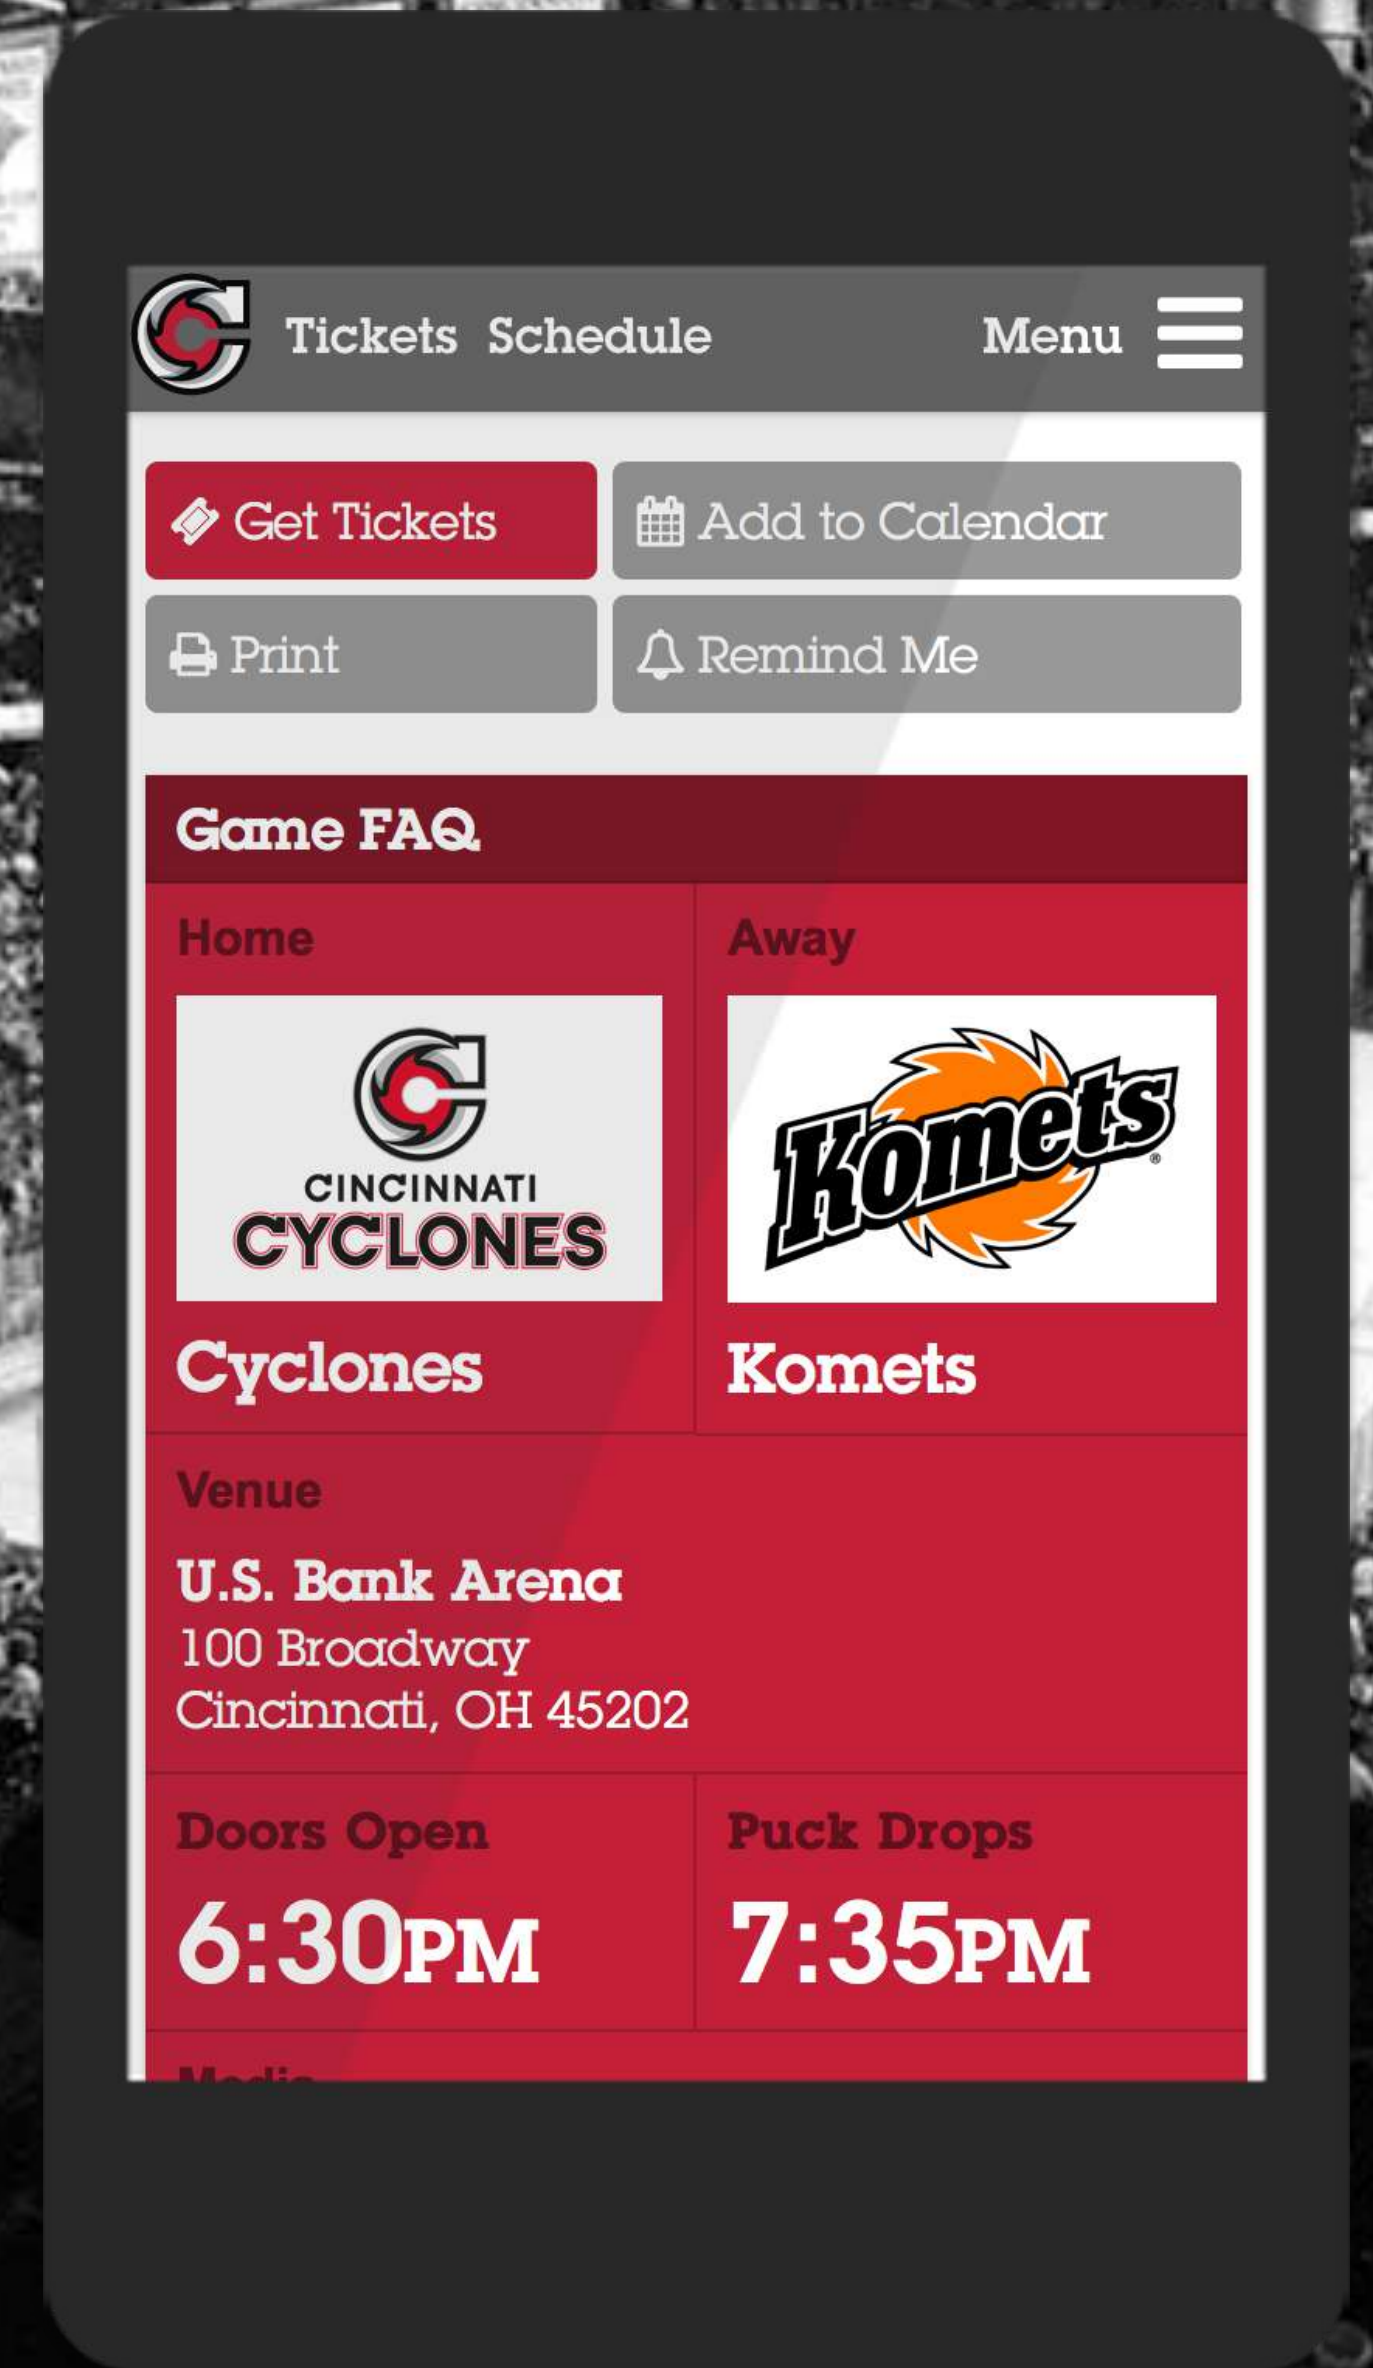 Tickets Schedule Menu
Get Tickets Add to Calendar
Print Remind Me
Game FAQ
Home Away
CINCINNATI
CYCLONES
Komets
Cyclones Komets
Venue
U.S. Bank Arena
100 Broadway
Cincinnati, OH 45202
Doors Open Puck Drops
6:30PM 7:35PM
Media